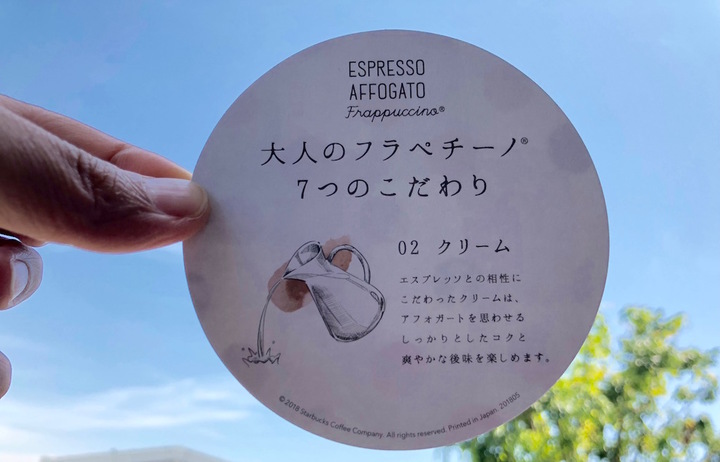 ESPRESSO
AFFOGATO
Frappuccino®
大人のフラペチーノ®
7つのこだわり
02 クリーム
エスプレッソとの相性に
こだわったクリームは、
アフォガートを思わせる
しっかりとしたコクと
爽やかな後味を楽しめます。
©2018 Starbucks Coffee Company. All rights reserved. Printed in Japan. 201805